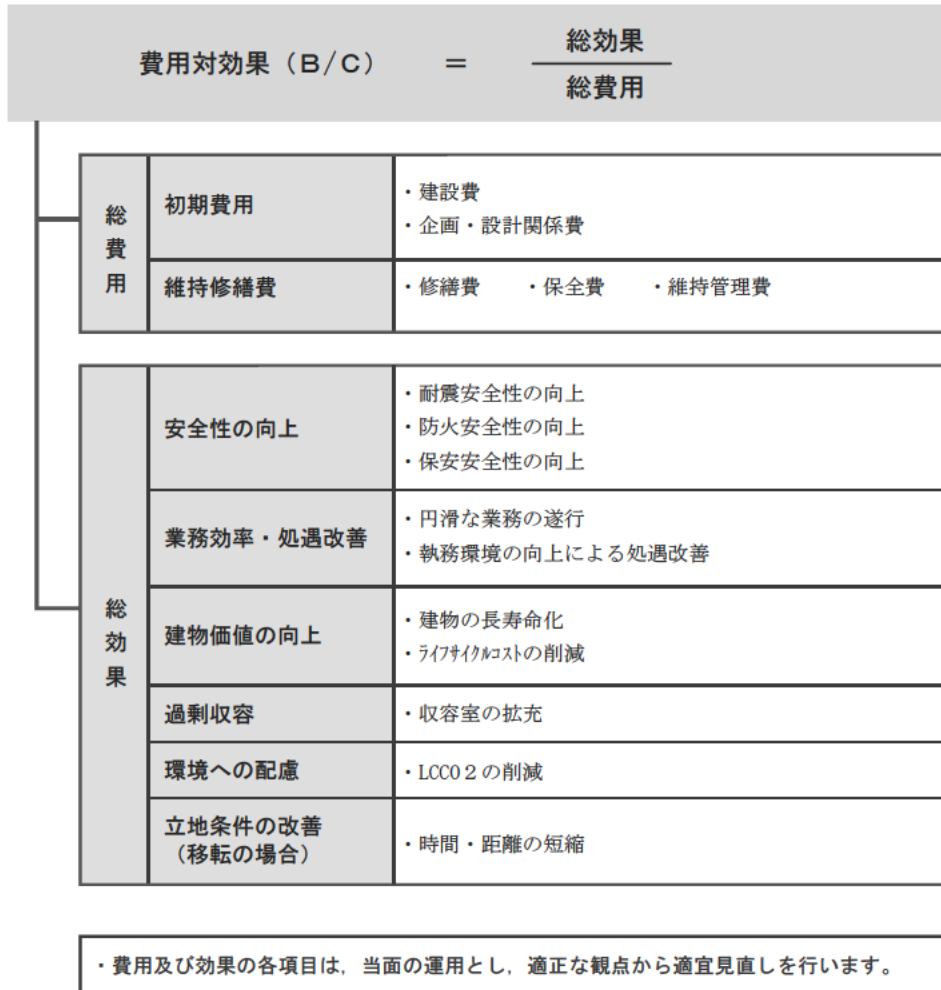 費用対効果（B/C） ＝ 総効果
総費用
総費用
初期費用
・建設費
・企画・設計関係費
維持修繕費
・修繕費 ・保全費 ・維持管理費
総効果
安全性の向上
・耐震安全性の向上
・防火安全性の向上
・保安安全性の向上
業務効率・処遇改善
・円滑な業務の遂行
・執務環境の向上による処遇改善
建物価値の向上
・建物の長寿命化
・ﾗｲﾌｻｲｸﾙｺｽﾄの削減
過剰収容
・収容室の拡充
環境への配慮
・LCCO２の削減
立地条件の改善
（移転の場合）
・時間・距離の短縮
・費用及び効果の各項目は，当面の運用とし，適正な観点から適宜見直しを行います。